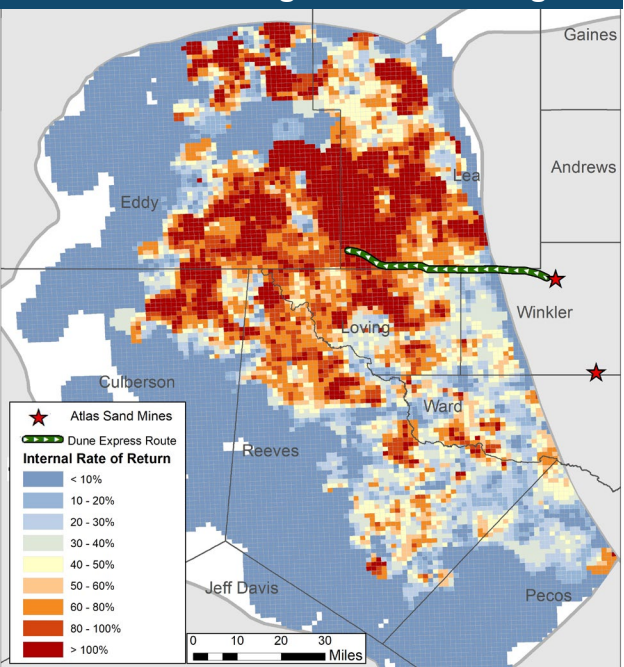 Gaines
Andrews
Lea
Eddy
Winkler
Loving
Culberson
Ward
Reeves
Jeff Davis
Pecos
Atlas Sand Mines
Dune Express Route
Internal Rate of Return
< 10%
10 - 20%
20 - 30%
30 - 40%
40 - 50%
50 - 60%
60 - 80%
80 - 100%
> 100%
0 10 20 30
Miles